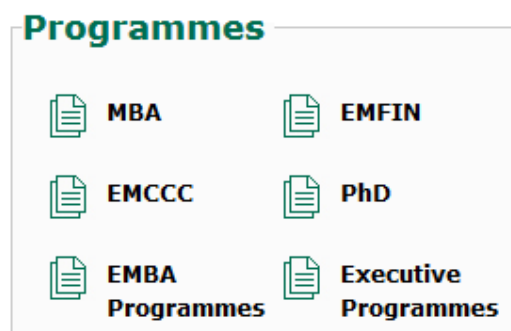 Programmes
MBA
EMFIN
EMCCC
PhD
EMBA
Programmes
Executive
Programmes